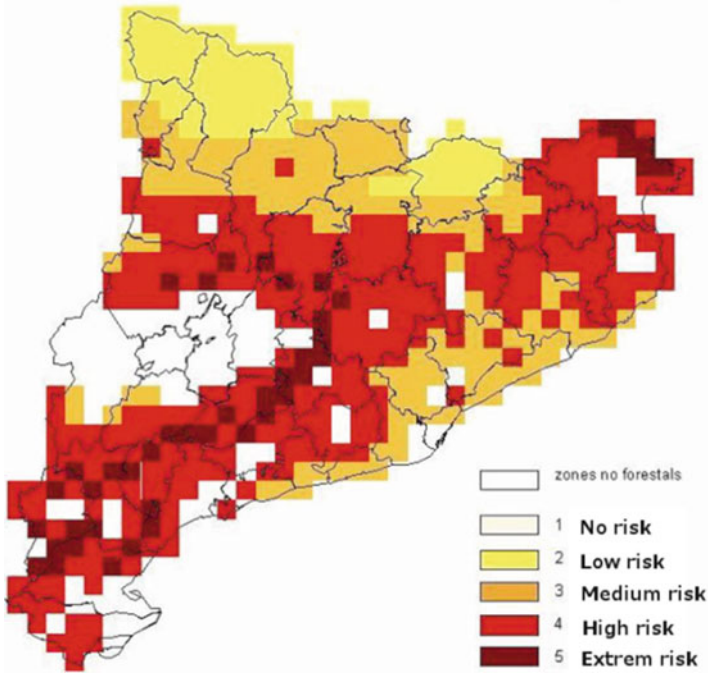 zones no forestals
1 No risk
2 Low risk
3 Medium risk
4 High risk
5 Extrem risk